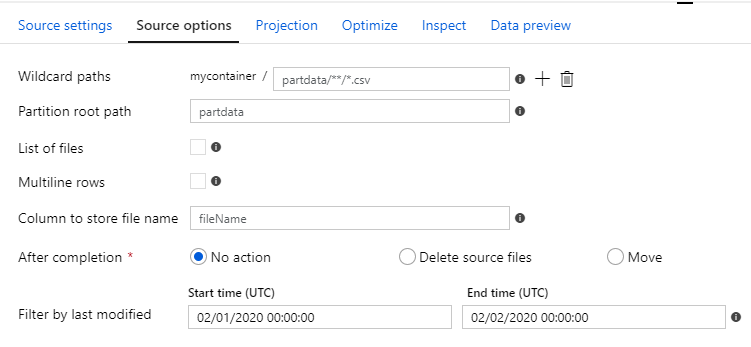 Source settings Source options Projection Optimize Inspect Data preview
Wildcard paths mycontainer / partdata/**/*.csv
Partition root path partdata
List of files
Multiline rows
Column to store file name fileName
After completion * No action Delete source files Move
Start time (UTC) End time (UTC)
Filter by last modified 02/01/2020 00:00:00 02/02/2020 00:00:00